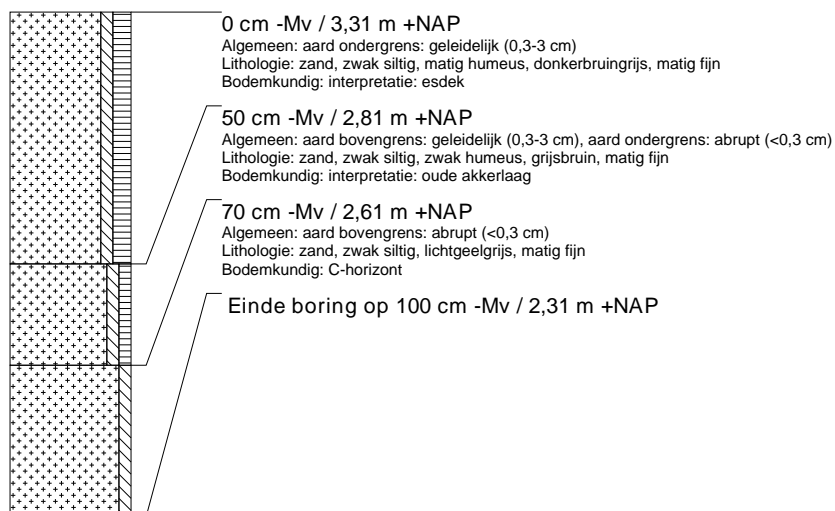 0 cm -Mv / 3,31 m +NAP
Algemeen: aard ondergrens: geleidelijk (0,3-3 cm)
Lithologie: zand, zwak siltig, matig humeus, donkerbruingrijs, matig fijn
Bodemkundig: interpretatie: esdek
50 cm -Mv / 2,81 m +NAP
Algemeen: aard bovengrens: geleidelijk (0,3-3 cm), aard ondergrens: abrupt (<0,3 cm)
Lithologie: zand, zwak siltig, zwak humeus, grijsbruin, matig fijn
Bodemkundig: interpretatie: oude akkerlaag
70 cm -Mv / 2,61 m +NAP
Algemeen: aard bovengrens: abrupt (<0,3 cm)
Lithologie: zand, zwak siltig, lichtgeelgrijs, matig fijn
Bodemkundig: C-horizont
Einde boring op 100 cm -Mv / 2,31 m +NAP